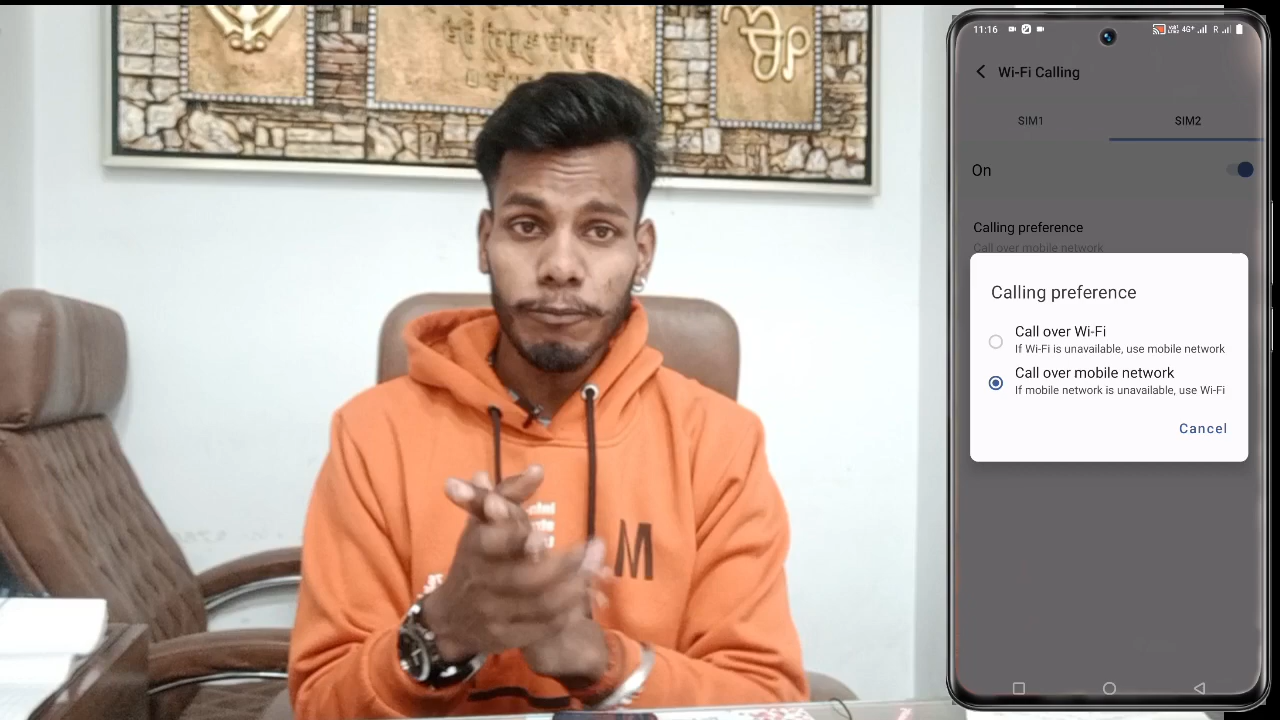 11:16
4G+
R
Wi-Fi Calling
SIM1
SIM2
On
Calling preference
Call over mobile network
Calling preference
Call over Wi-Fi
If Wi-Fi is unavailable, use mobile network
Call over mobile network
If mobile network is unavailable, use Wi-Fi
Cancel
M